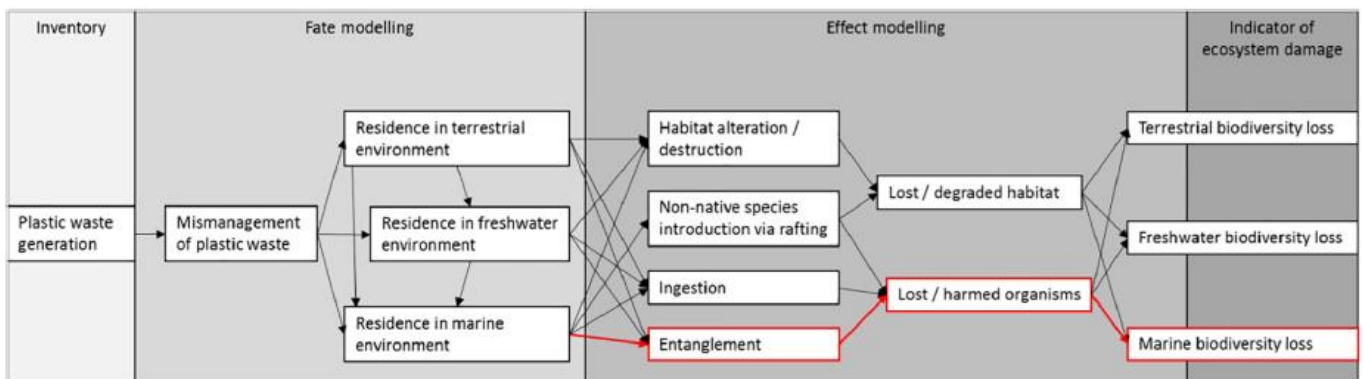 Inventory
Fate modelling
Effect modelling
Indicator of
ecosystem damage
Plastic waste
generation
Mismanagement
of plastic waste
Residence in terrestrial
environment
Residence in freshwater
environment
Residence in marine
environment
Habitat alteration /
destruction
Non-native species
introduction via rafting
Ingestion
Entanglement
Lost / degraded habitat
Lost / harmed organisms
Terrestrial biodiversity loss
Freshwater biodiversity loss
Marine biodiversity loss